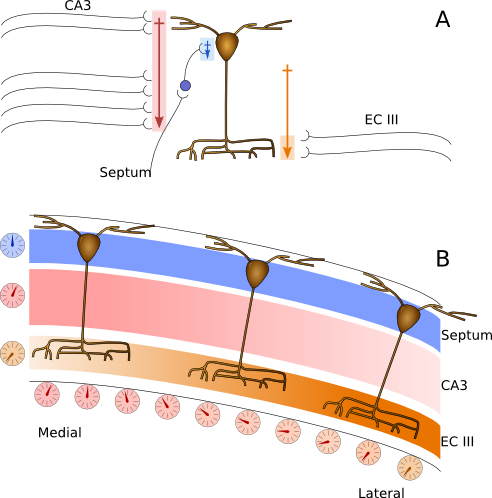 CA3
A
EC III
Septum
B
Septum
CA3
EC III
Medial
Lateral